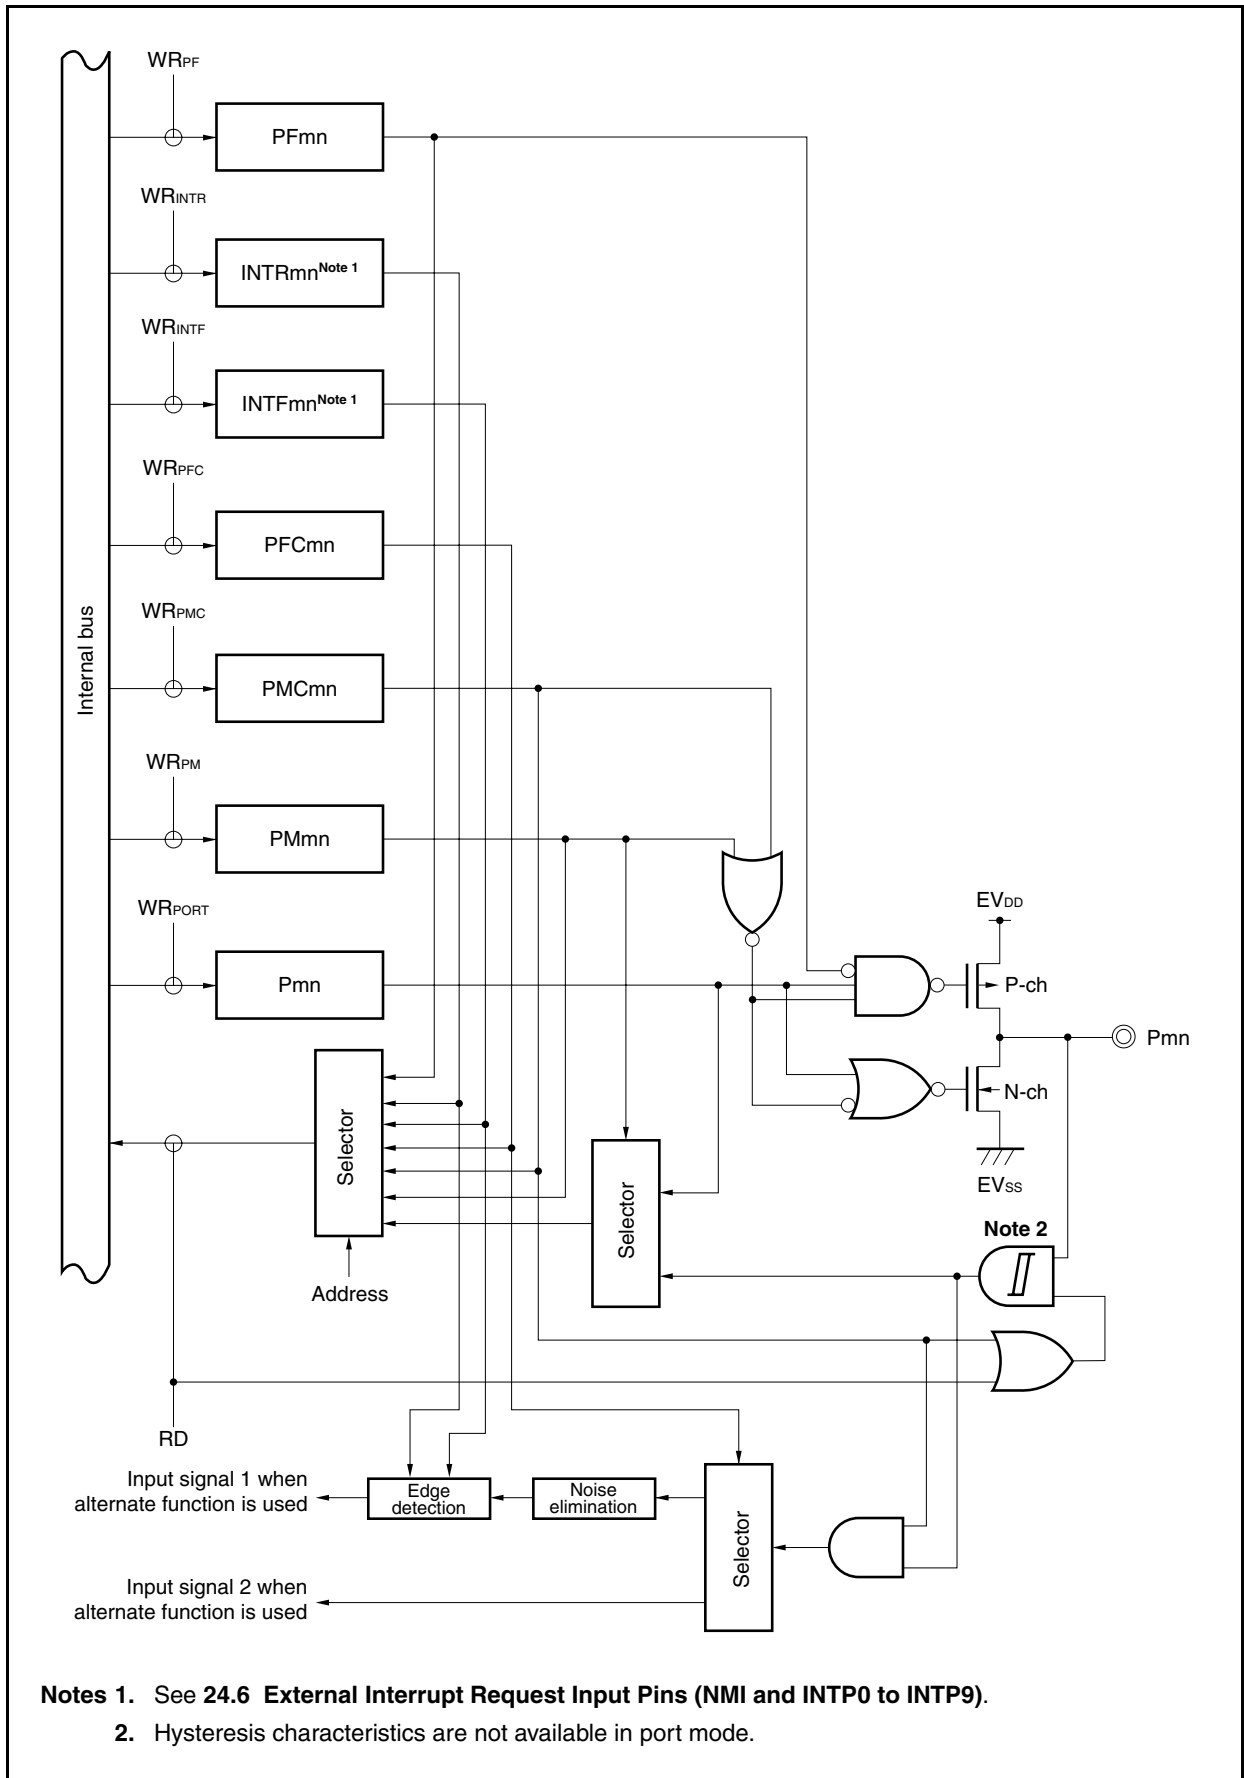 WRPF
PFmn
WRINTR
INTRmnNote 1
WRINTF
INTFmnNote 1
WRPFC
PFCmn
Internal bus
WRPMC
PMCmn
WRPM
PMmn
WRPORT
Pmn
EVDD
P-ch
Pmn
N-ch
EVSS
Selector
Selector
Note 2
Address
RD
Input signal 1 when
alternate function is used
Edge
detection
Noise
elimination
Selector
Input signal 2 when
alternate function is used
Notes 1. See 24.6 External Interrupt Request Input Pins (NMI and INTP0 to INTP9).
2. Hysteresis characteristics are not available in port mode.